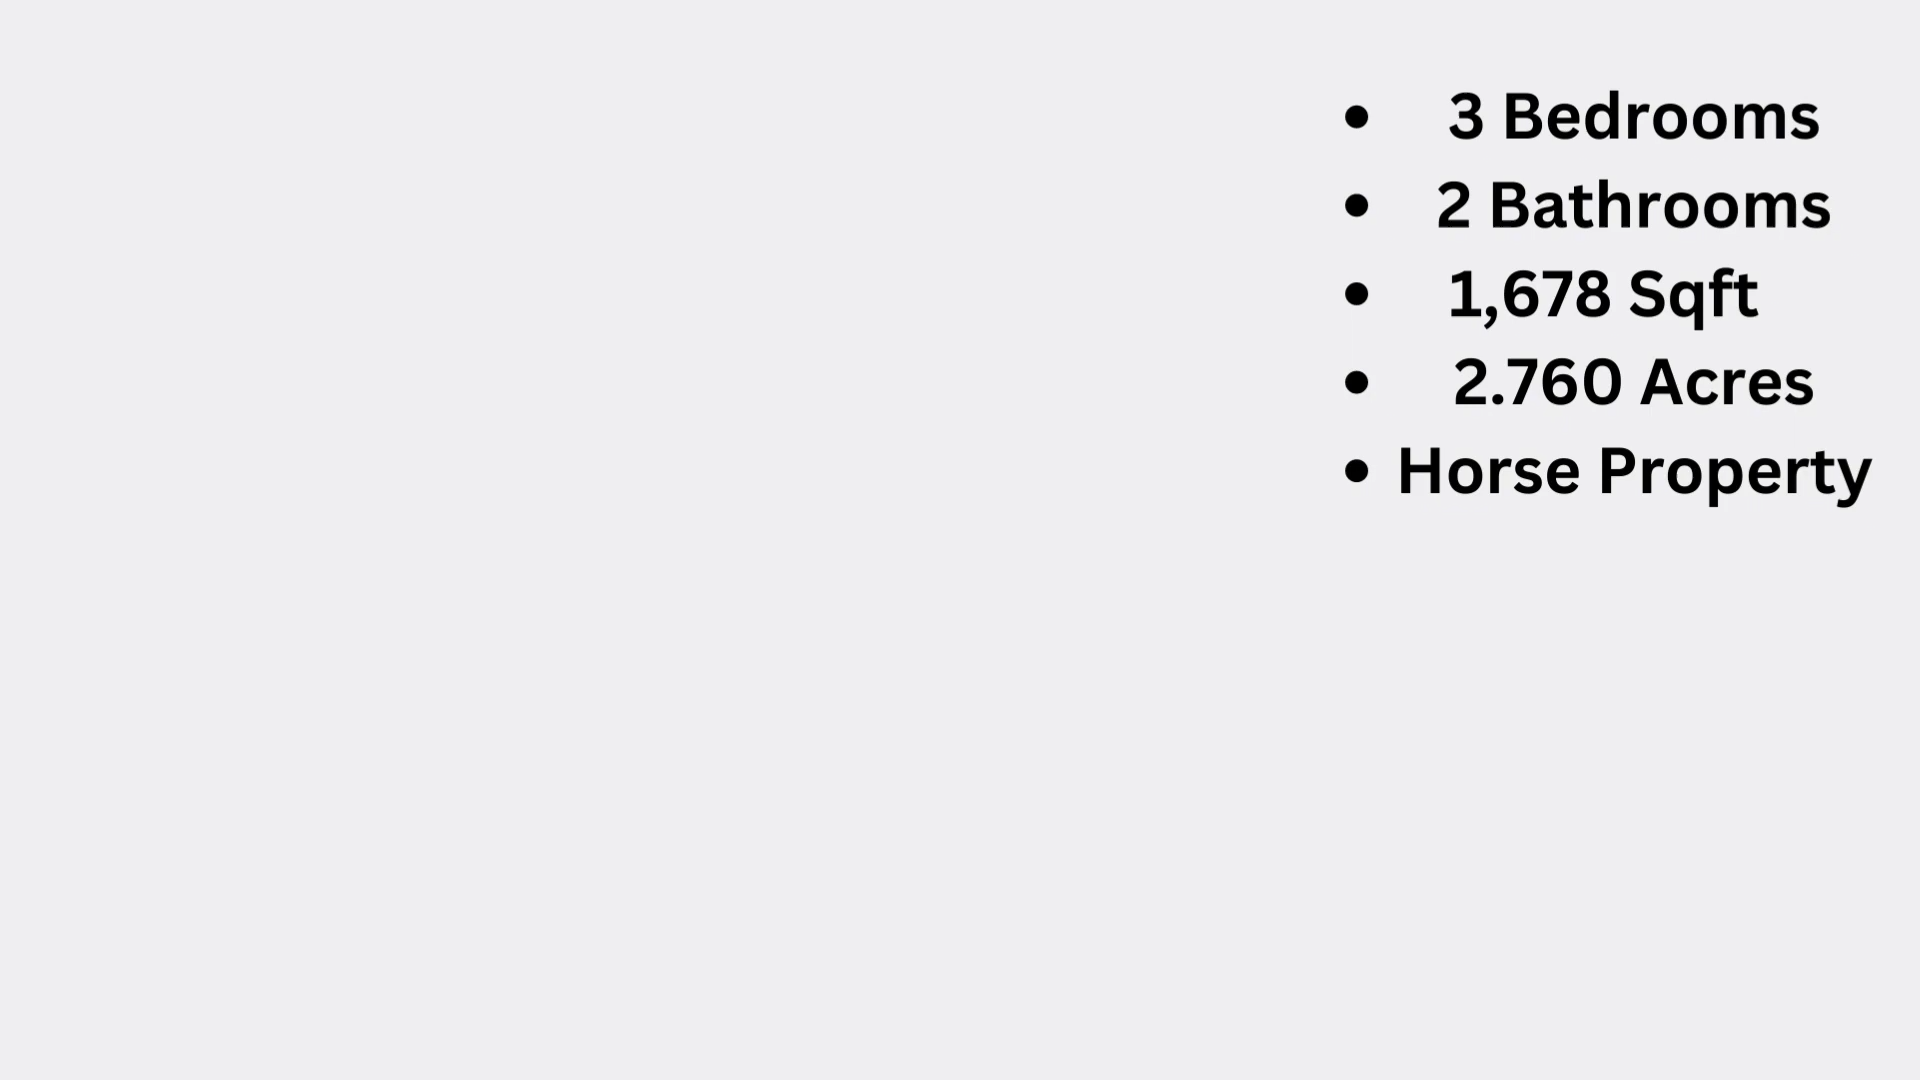 • 3 Bedrooms
• 2 Bathrooms
• 1,678 Sqft
• 2.760 Acres
• Horse Property